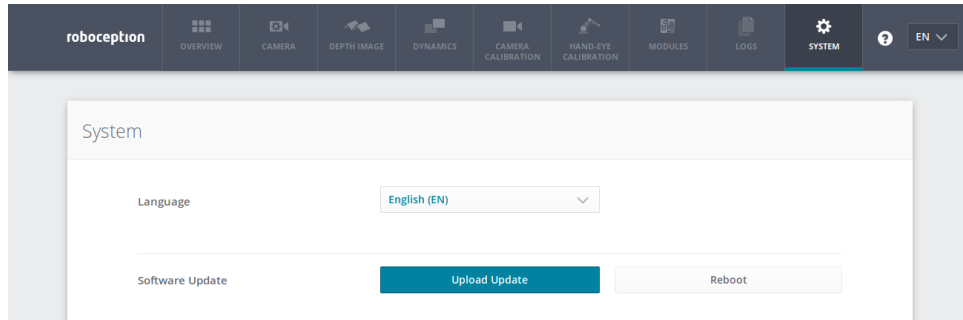 roboception
OVERVIEW
CAMERA
DEPTH IMAGE
DYNAMICS
CAMERA
CALIBRATION
HAND-EYE
CALIBRATION
MODULES
LOGS
SYSTEM
?
EN
System
Language
English (EN)
Software Update
Upload Update
Reboot